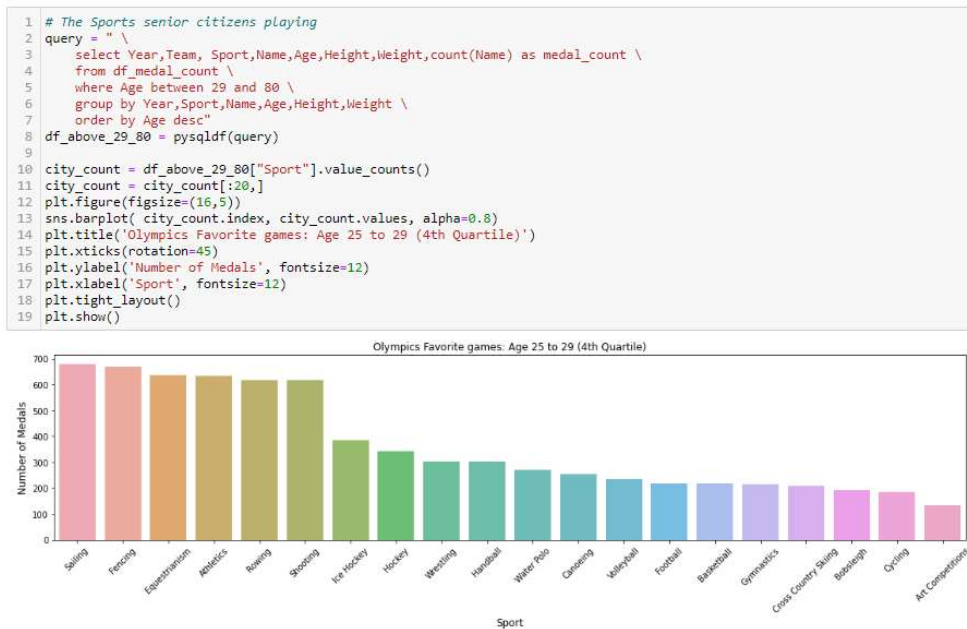 1 # The Sports senior citizens playing
2 query = " \
3     select Year,Team, Sport,Name,Age,Height,Weight,count(Name) as medal_count \
4     from df_medal_count \
5     where Age between 29 and 80 \
6     group by Year,Sport,Name,Age,Height,Weight \
7     order by Age desc"
8 df_above_29_80 = pysqldf(query)
9
10 city_count = df_above_29_80["Sport"].value_counts()
11 city_count = city_count[:20,]
12 plt.figure(figsize=(16,5))
13 sns.barplot( city_count.index, city_count.values, alpha=0.8)
14 plt.title('Olympics Favorite games: Age 25 to 29 (4th Quartile)')
15 plt.xticks(rotation=45)
16 plt.ylabel('Number of Medals', fontsize=12)
17 plt.xlabel('Sport', fontsize=12)
18 plt.tight_layout()
19 plt.show()
Olympics Favorite games: Age 25 to 29 (4th Quartile)
Number of Medals
700
600
500
400
300
200
100
0
Sailing
Fencing
Equestrianism
Athletics
Rowing
Shooting
Ice Hockey
Hockey
Wrestling
Handball
Water Polo
Canoeing
Volleyball
Football
Basketball
Gymnastics
Cross Country Skiing
Bobsleigh
Cycling
Art Competitions
Sport